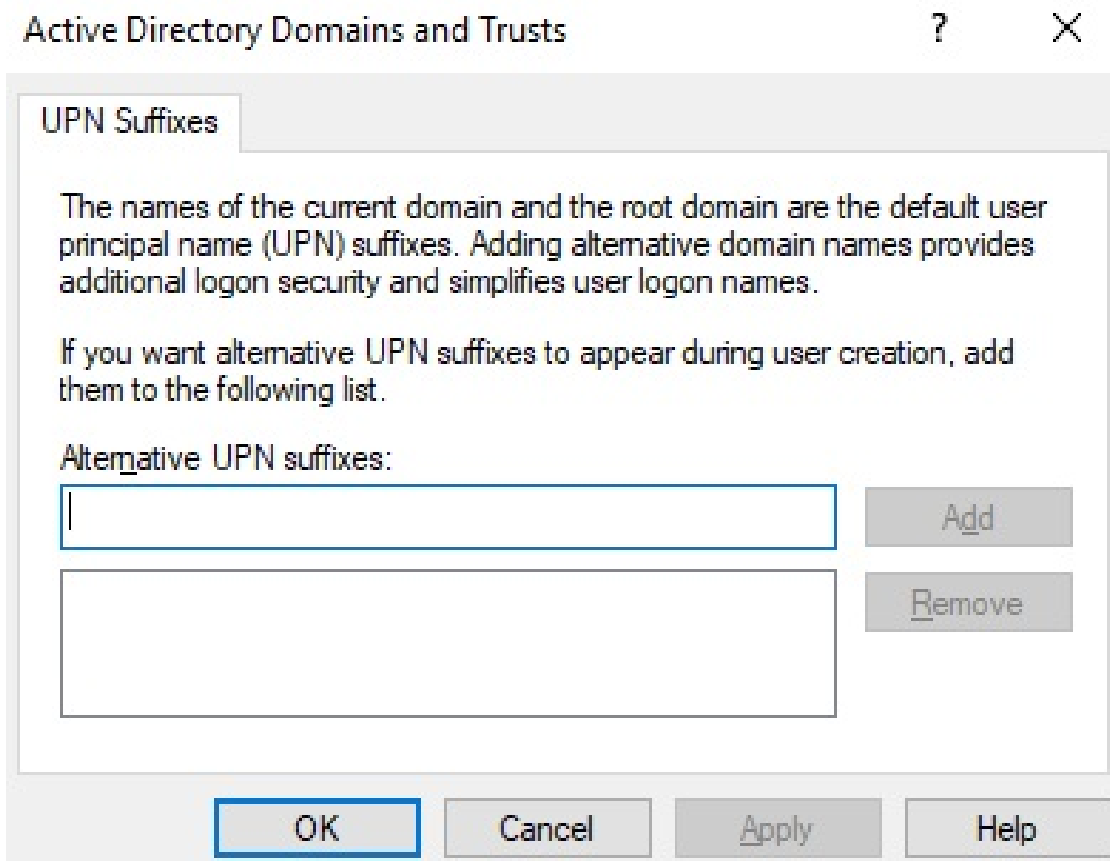 Active Directory Domains and Trusts ? X
UPN Suffixes
The names of the current domain and the root domain are the default user
principal name (UPN) suffixes. Adding alternative domain names provides
additional logon security and simplifies user logon names.
If you want alternative UPN suffixes to appear during user creation, add
them to the following list.
Alternative UPN suffixes:
Add
Remove
OK Cancel Apply Help